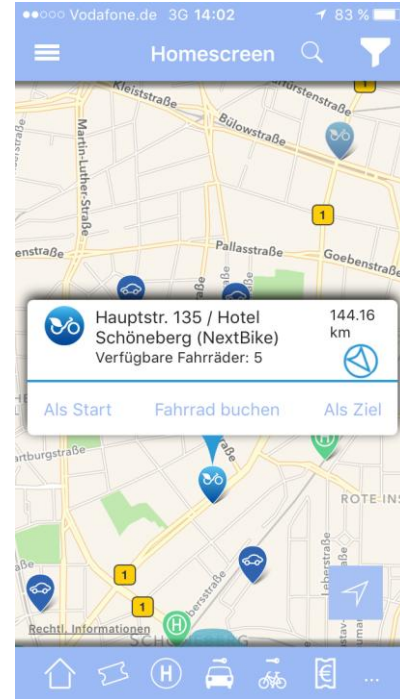 Vodafone.de 3G 14:02
83 %
Homescreen
Kleiststraße
Martin-Luther-Straße
Bülowstraße
1
Pallasstraße
Goebenstraße
Hauptstr. 135 / Hotel
Schöneberg (NextBike)
Verfügbare Fahrräder: 5
144.16
km
Als Start
Fahrrad buchen
Als Ziel
H
ROTE INS
1
1
Leberstraße
Rechtl. Informationen
H
H
€
...